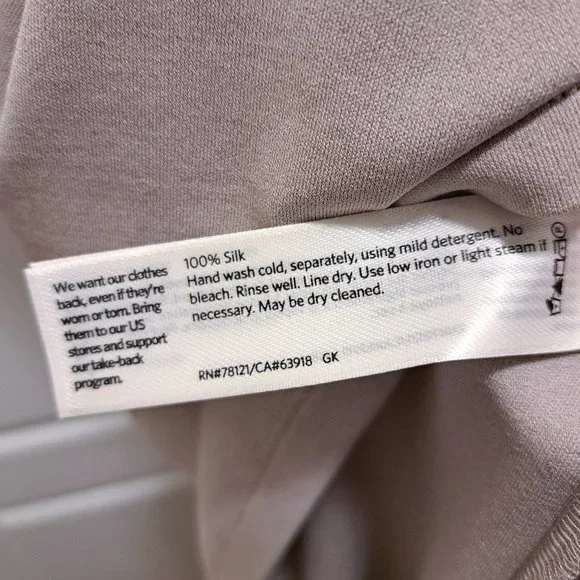 We want our clothes
back, even if they're
worn or torn. Bring
them to our US
stores and support
our take-back
program.
100% Silk
Hand wash cold, separately, using mild detergent. No
bleach. Rinse well. Line dry. Use low iron or light steam if
necessary. May be dry cleaned.
RN#78121/CA#63918 GK